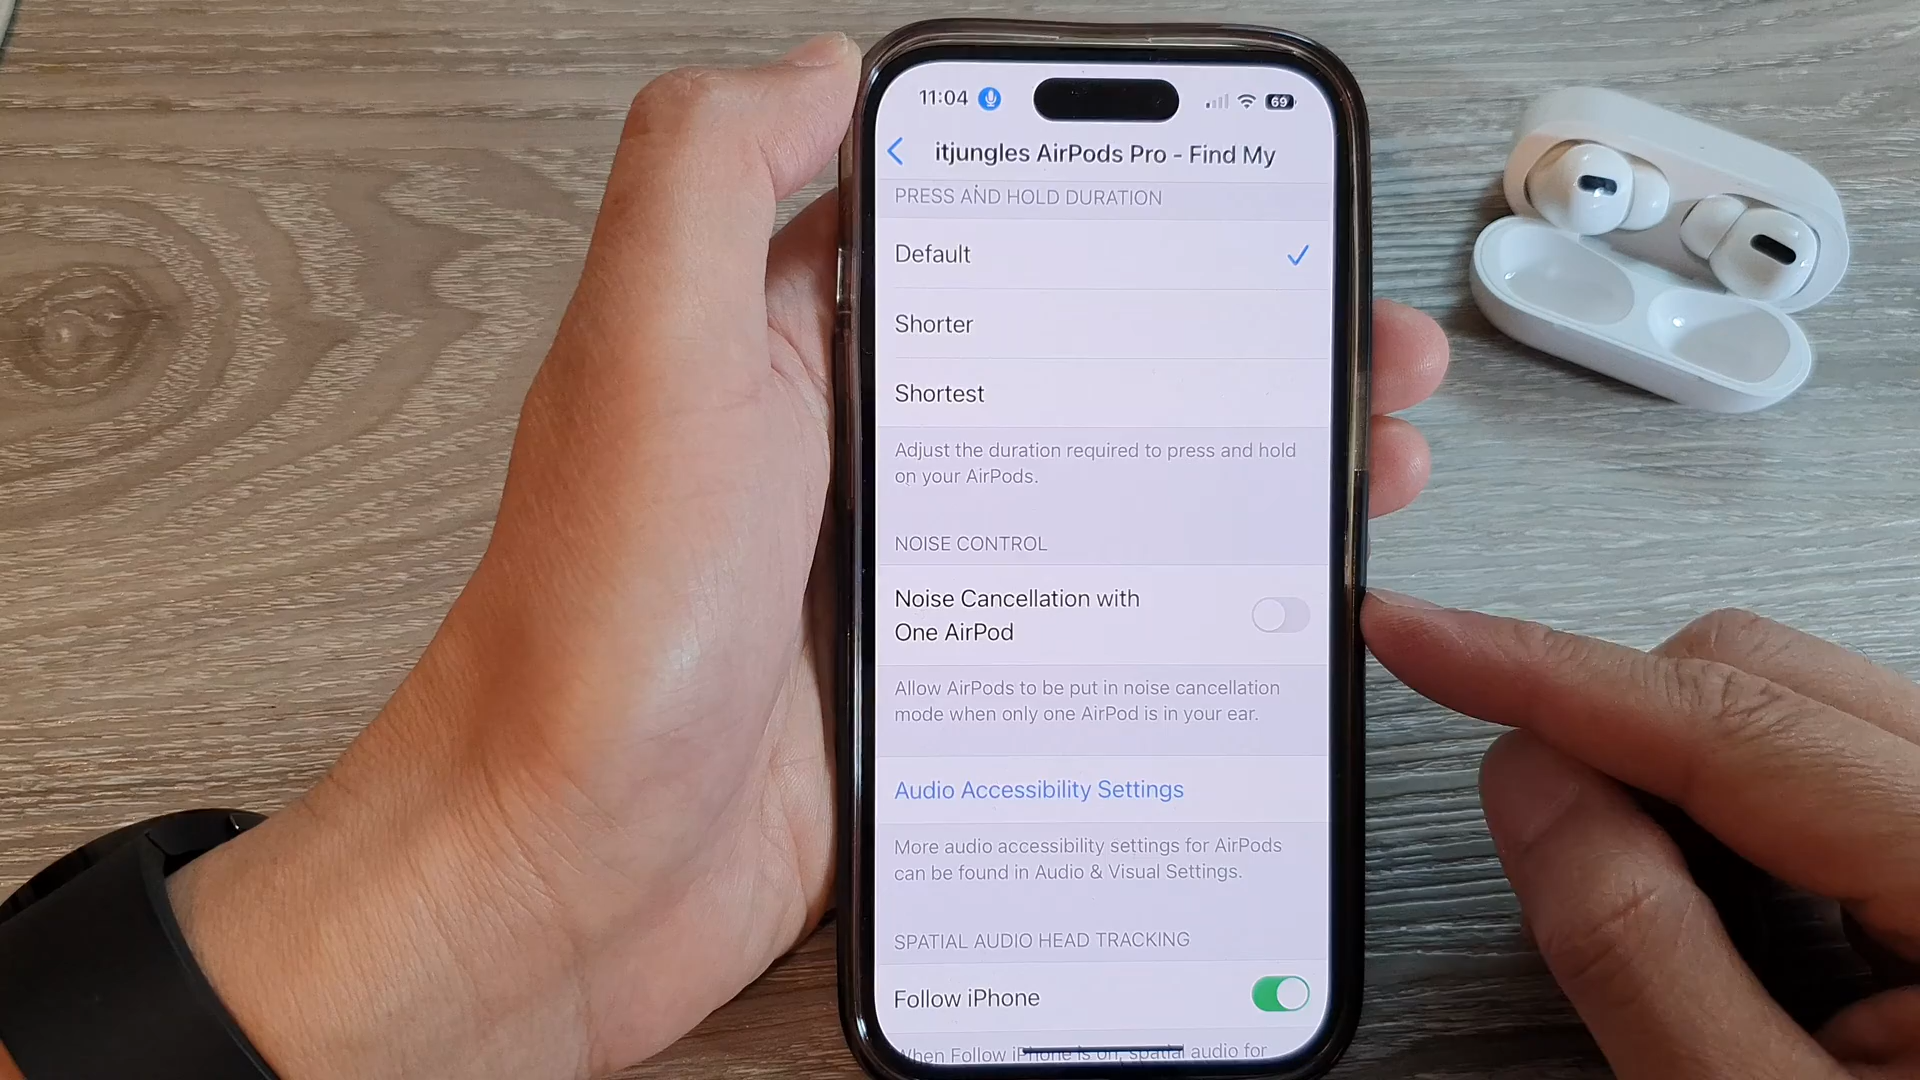 11:04
69
itjungles AirPods Pro - Find My
PRESS AND HOLD DURATION
Default
Shorter
Shortest
Adjust the duration required to press and hold
on your AirPods.
NOISE CONTROL
Noise Cancellation with
One AirPod
Allow AirPods to be put in noise cancellation
mode when only one AirPod is in your ear.
Audio Accessibility Settings
More audio accessibility settings for AirPods
can be found in Audio & Visual Settings.
SPATIAL AUDIO HEAD TRACKING
Follow iPhone
When Follow iPhone is on, spatial audio for